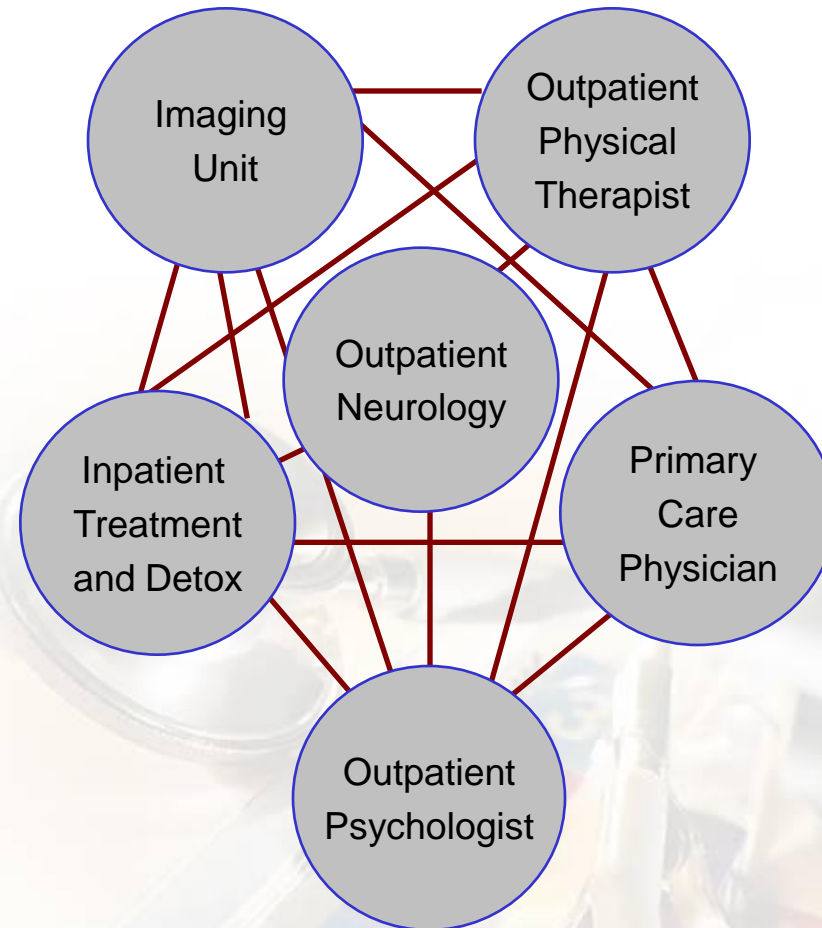 Imaging
Unit
Outpatient
Physical
Therapist
Outpatient
Neurology
Inpatient
Treatment
and Detox
Primary
Care
Physician
Outpatient
Psychologist